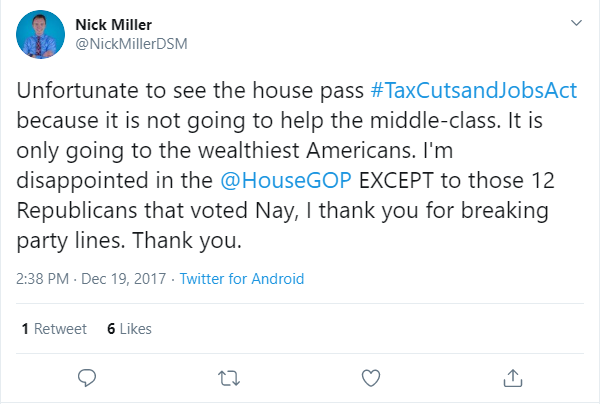 Nick Miller
@NickMillerDSM
Unfortunate to see the house pass #TaxCutsandJobsAct
because it is not going to help the middle-class. It is
only going to the wealthiest Americans. I'm
disappointed in the @HouseGOP EXCEPT to those 12
Republicans that voted Nay, I thank you for breaking
party lines. Thank you.
2:38 PM · Dec 19, 2017 · Twitter for Android
1 Retweet 6 Likes